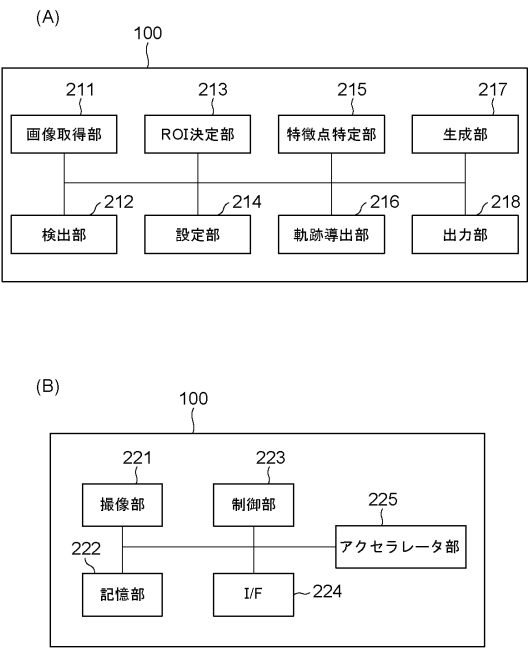 (A)
100
211
213
215
217
画像取得部
ROI決定部
特徴点特定部
生成部
212
214
216
218
検出部
設定部
軌跡導出部
出力部
(B)
100
221
223
撮像部
制御部
225
アクセラレータ部
222
記憶部
I/F
224